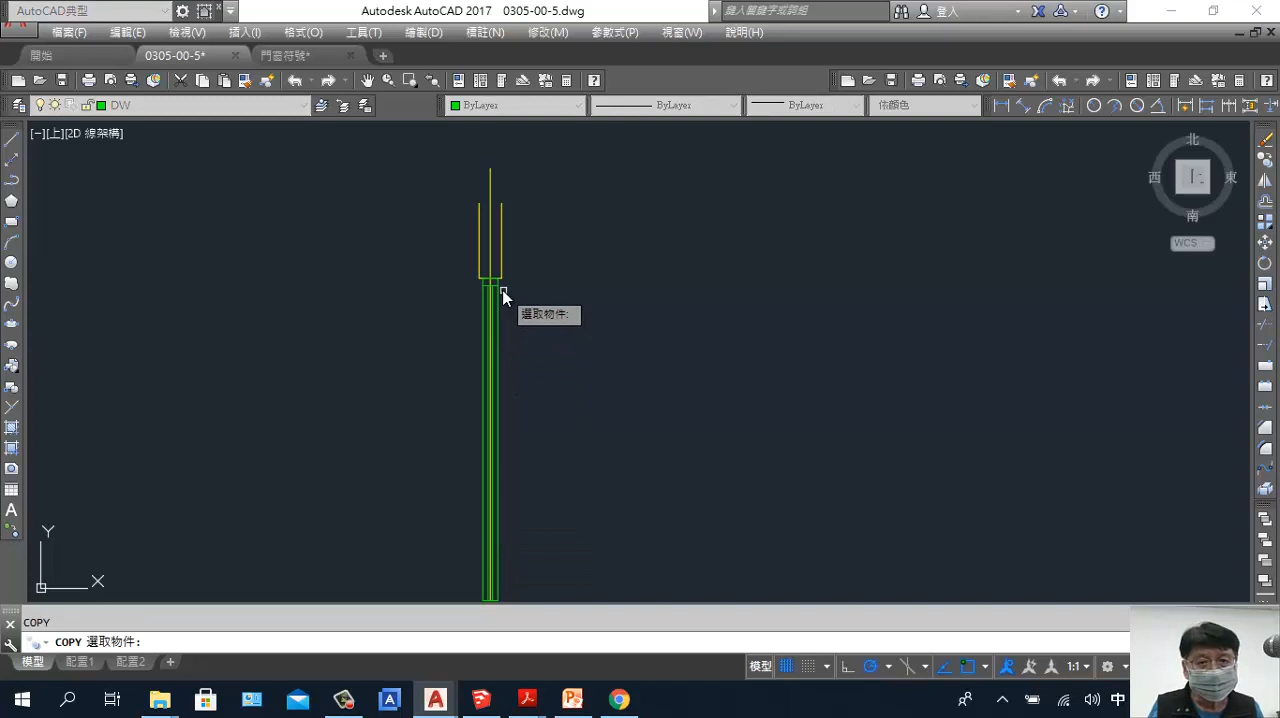 AutoCAD典型
Autodesk AutoCAD 2017 0305-00-5.dwg
鍵入關鍵字或詞組
登入
檔案(F) 編輯(E) 檢視(V) 插入(I) 格式(O) 工具(T) 繪製(D) 標註(N) 修改(M) 參數式(P) 視窗(W) 說明(H)
開始 0305-00-5* 門窗符號*
DW ByLayer ByLayer ByLayer 依顏色
[−][上][2D 線架構]
北
西 上 東
南
WCS
選取物件:
Y
X
COPY
COPY 選取物件:
模型 配置1 配置2 模型 1:1
中